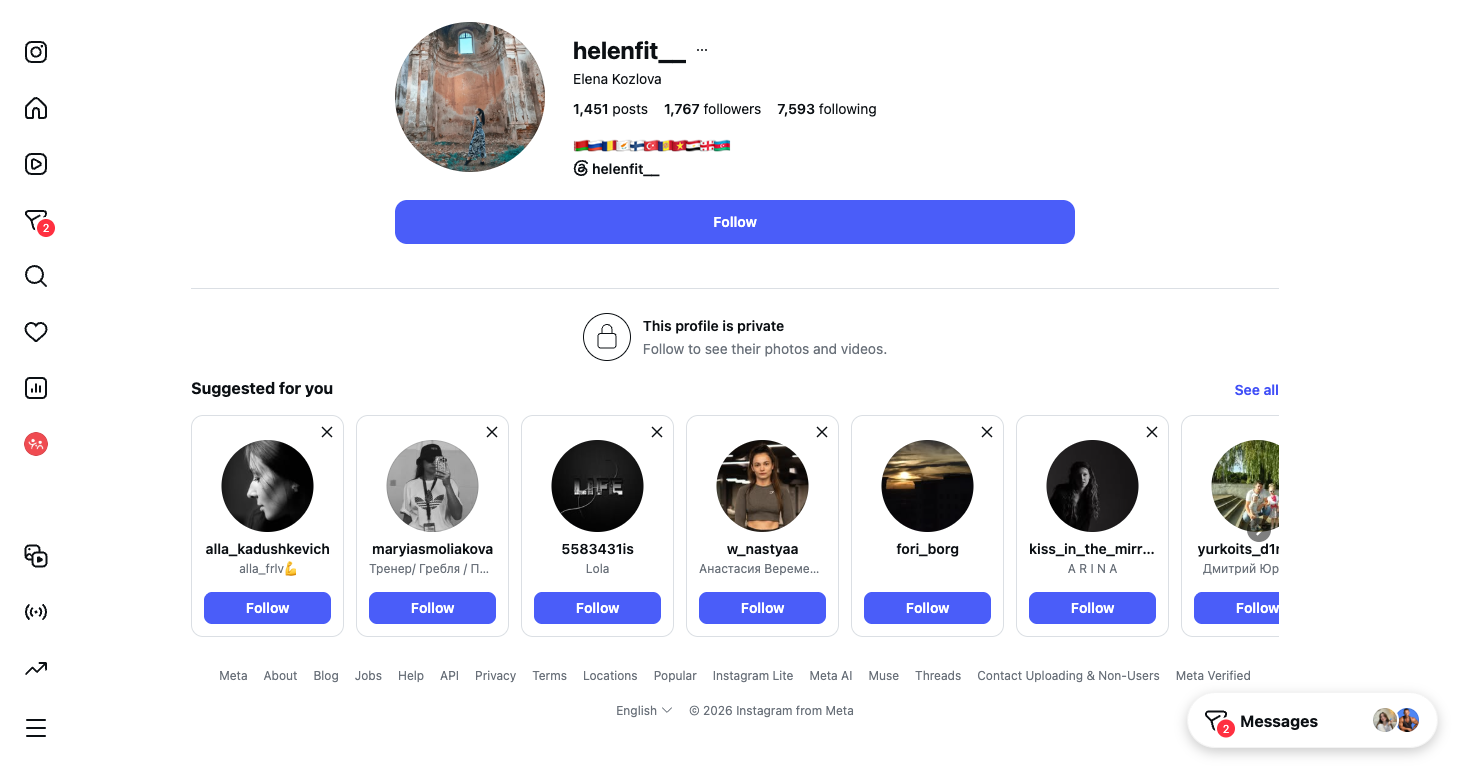 helenfit__ ...
Elena Kozlova
1,451 posts 1,767 followers 7,593 following
🇧🇾🇷🇺🇷🇴🇨🇾🇫🇮🇹🇷🇲🇩🇻🇳🇪🇬🇬🇪🇦🇿
helenfit__
Follow
This profile is private
Follow to see their photos and videos.
Suggested for you
See all
LIFE
alla_kadushkevich
alla_frlv💪
Follow
maryiasmoliakova
Тренер/ Гребля / П...
Follow
5583431is
Lola
Follow
w_nastyaa
Анастасия Вереме...
Follow
fori_borg
Follow
kiss_in_the_mirr...
A R I N A
Follow
yurkoits_d1
Дмитрий Юр
Follow
Meta About Blog Jobs Help API Privacy Terms Locations Popular Instagram Lite Meta AI Muse Threads Contact Uploading & Non-Users Meta Verified
English © 2026 Instagram from Meta
2
2
Messages